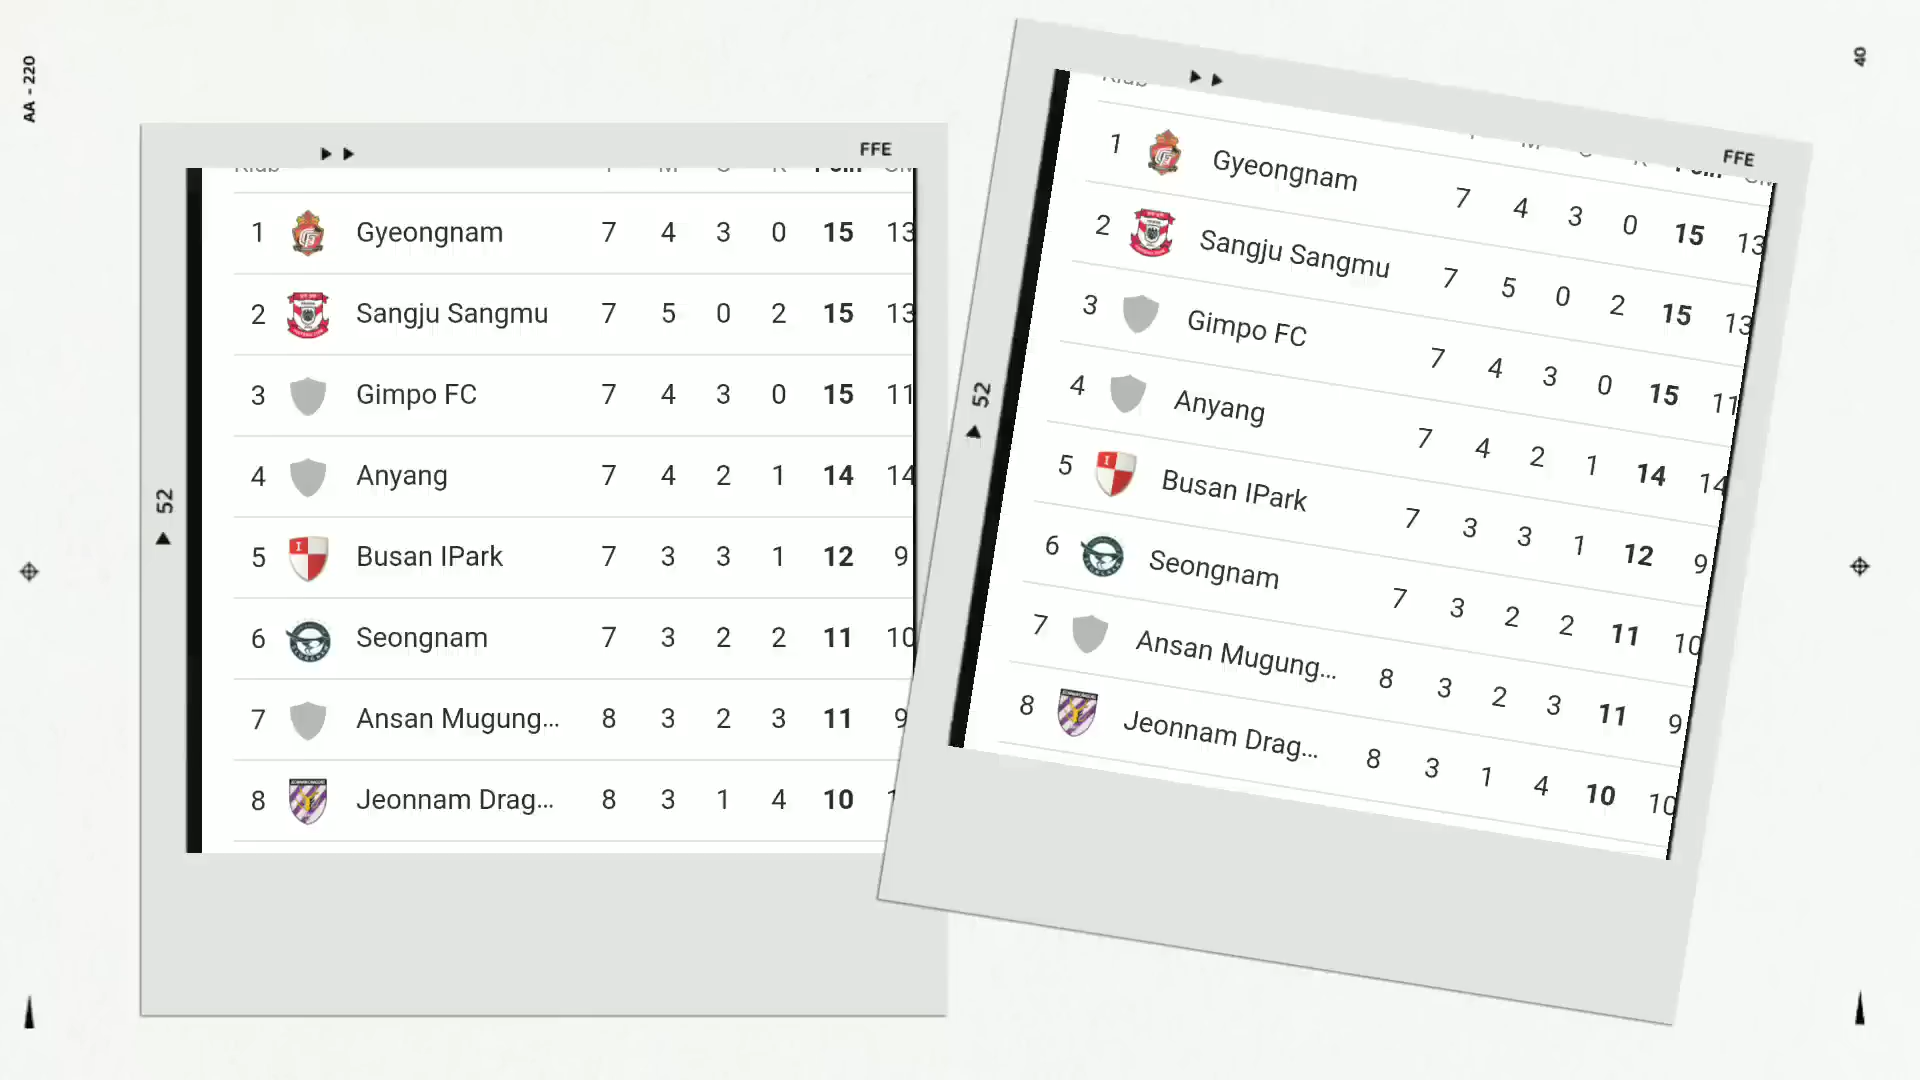 AA - 220
40
FFE
Klub Poin
1 Gyeongnam 7 4 3 0 15 13
2 Sangju Sangmu 7 5 0 2 15 13
3 Gimpo FC 7 4 3 0 15 11
4 Anyang 7 4 2 1 14 14
5 Busan IPark 7 3 3 1 12 9
6 Seongnam 7 3 2 2 11 10
7 Ansan Mugung... 8 3 2 3 11 9
8 Jeonnam Drag... 8 3 1 4 10
52
FFE
Klub Poin
1 Gyeongnam 7 4 3 0 15 13
2 Sangju Sangmu 7 5 0 2 15 13
3 Gimpo FC 7 4 3 0 15 11
4 Anyang 7 4 2 1 14 14
5 Busan IPark 7 3 3 1 12 9
6 Seongnam 7 3 2 2 11 10
7 Ansan Mugung... 8 3 2 3 11 9
8 Jeonnam Drag... 8 3 1 4 10 10
52